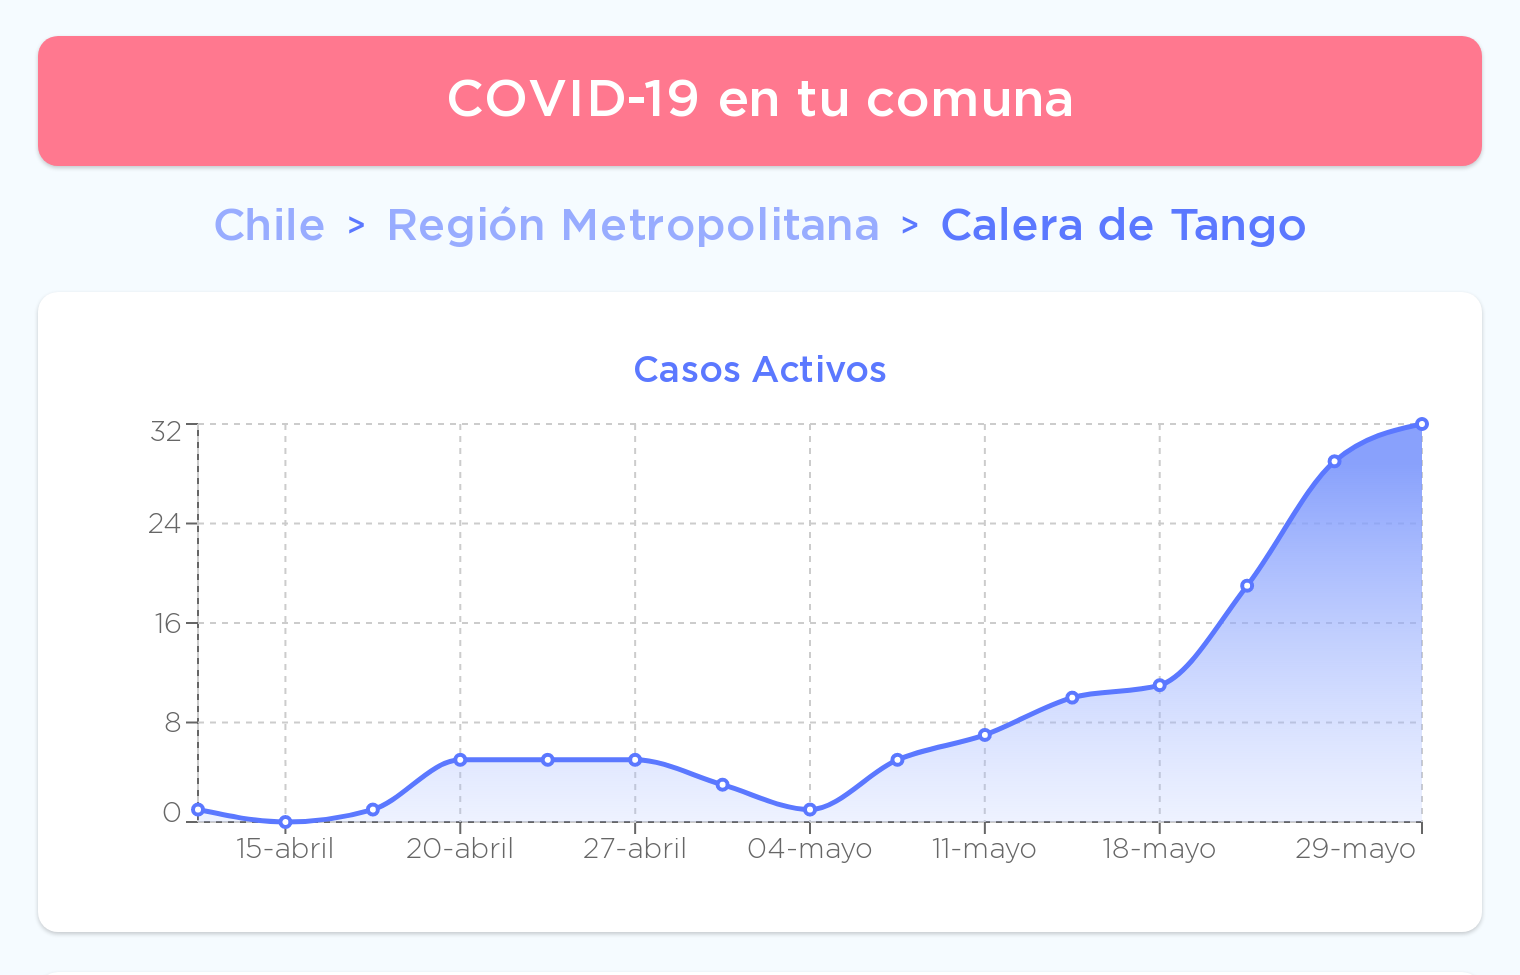 COVID-19 en tu comuna
Chile > Región Metropolitana > Calera de Tango
Casos Activos
32
24
16
8
0
15-abril 20-abril 27-abril 04-mayo 11-mayo 18-mayo 29-mayo